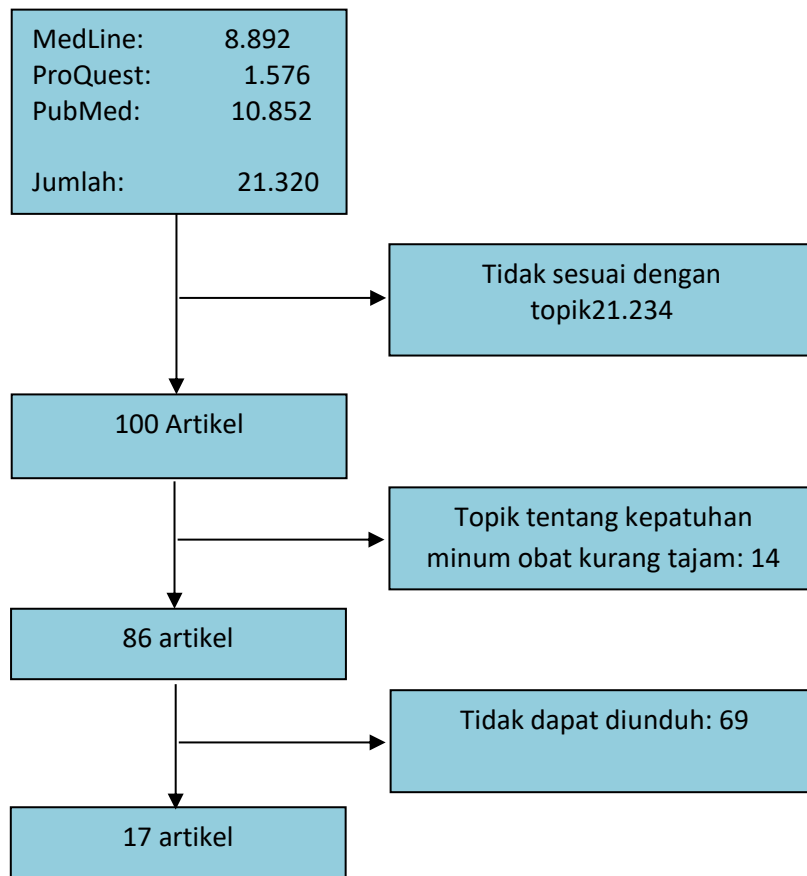 MedLine: 8.892
ProQuest: 1.576
PubMed: 10.852
Jumlah: 21.320
Tidak sesuai dengan
topik21.234
100 Artikel
Topik tentang kepatuhan
minum obat kurang tajam: 14
86 artikel
Tidak dapat diunduh: 69
17 artikel